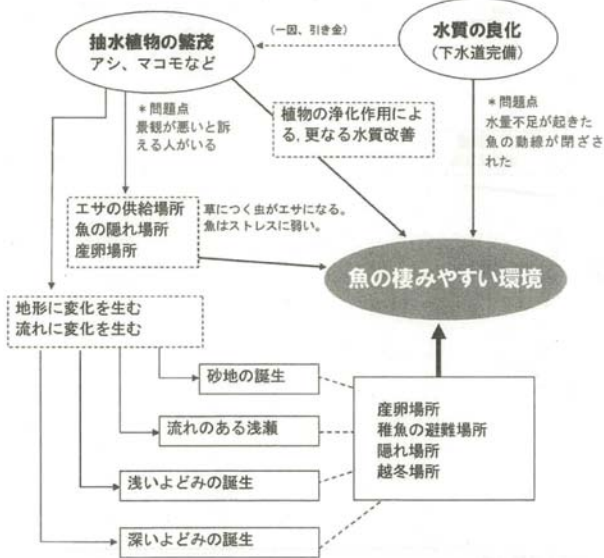 抽水植物の繁茂
アシ、マコモなど
(一因、引き金)
水質の良化
(下水道完備)
*問題点
景観が悪いと訴
える人がいる
植物の浄化作用によ
る、更なる水質改善
*問題点
水量不足が起きた
魚の動線が閉ざさ
れた
エサの供給場所
魚の隠れ場所
産卵場所
草につく虫がエサになる。
魚はストレスに弱い。
魚の棲みやすい環境
地形に変化を生む
流れに変化を生む
砂地の誕生
流れのある浅瀬
浅いよどみの誕生
深いよどみの誕生
産卵場所
稚魚の避難場所
隠れ場所
越冬場所